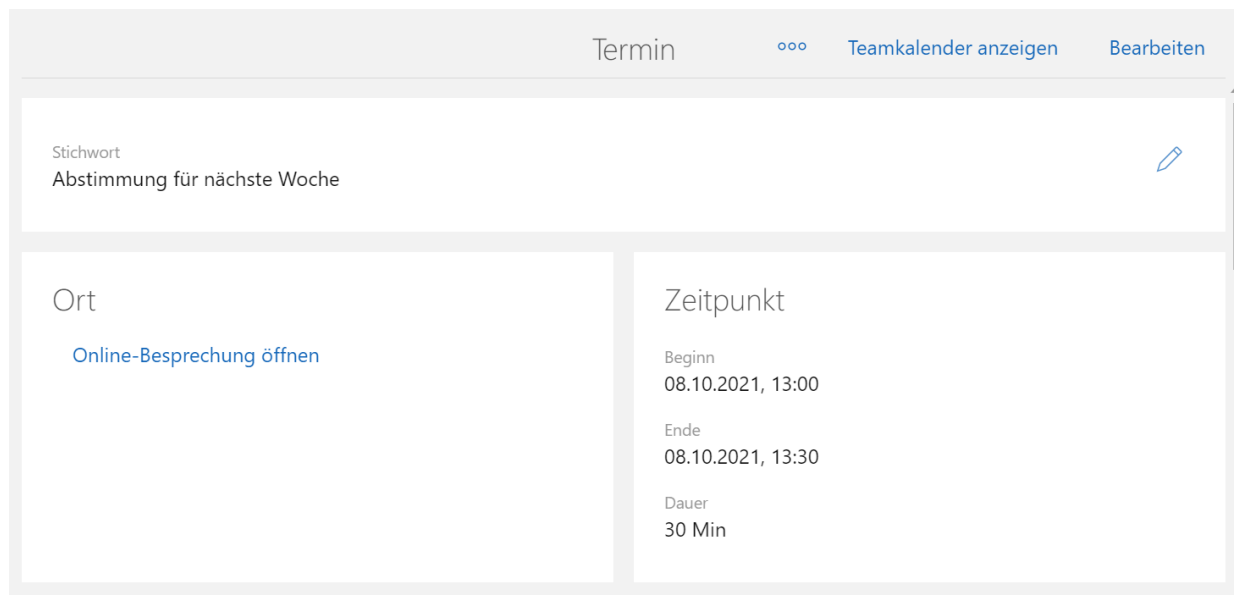 Termin
Teamkalender anzeigen
Bearbeiten
Stichwort
Abstimmung für nächste Woche
Ort
Online-Besprechung öffnen
Zeitpunkt
Beginn
08.10.2021, 13:00
Ende
08.10.2021, 13:30
Dauer
30 Min